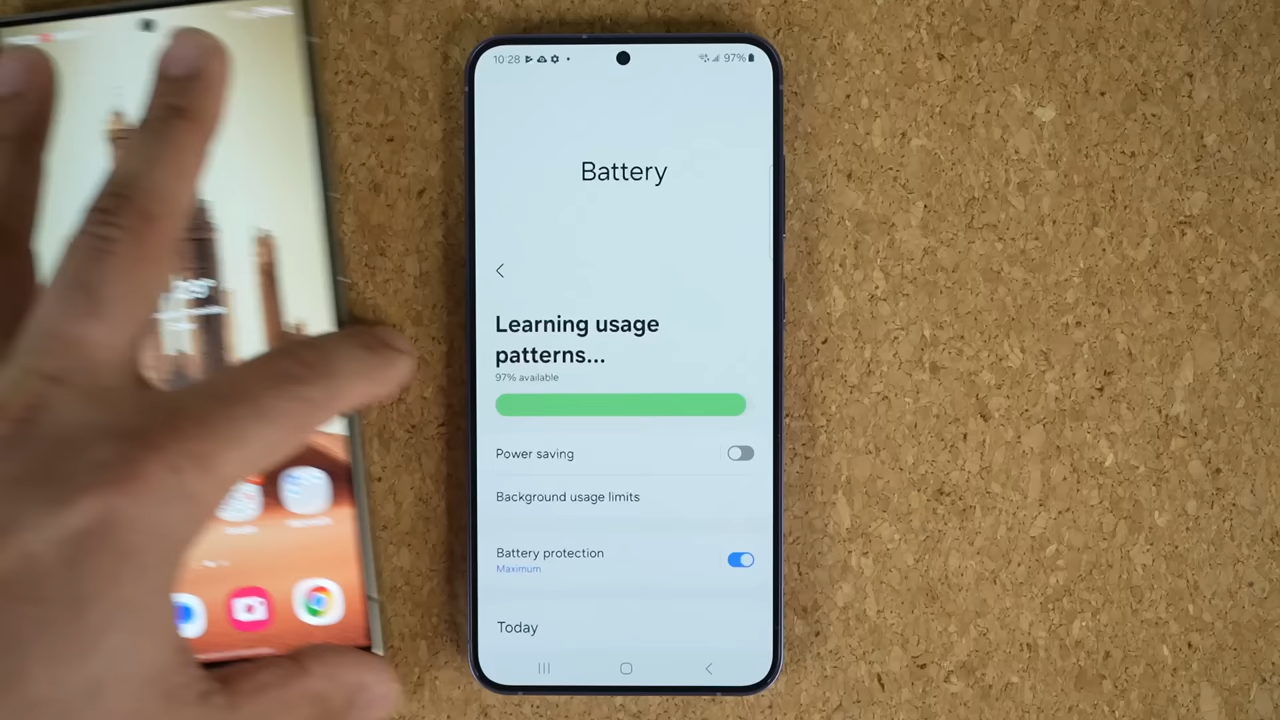 10:28
97%
Battery
Learning usage
patterns...
97% available
Power saving
Background usage limits
Battery protection
Maximum
Today